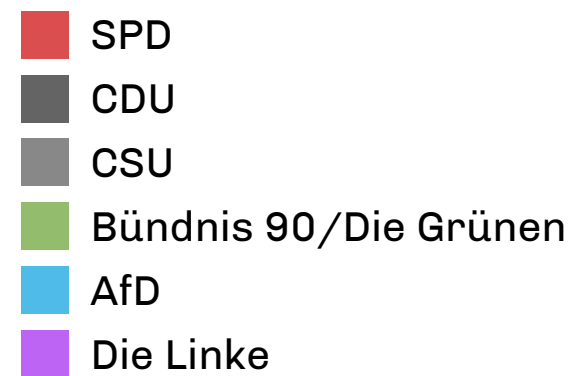 SPD
CDU
CSU
Bündnis 90/Die Grünen
AfD
Die Linke